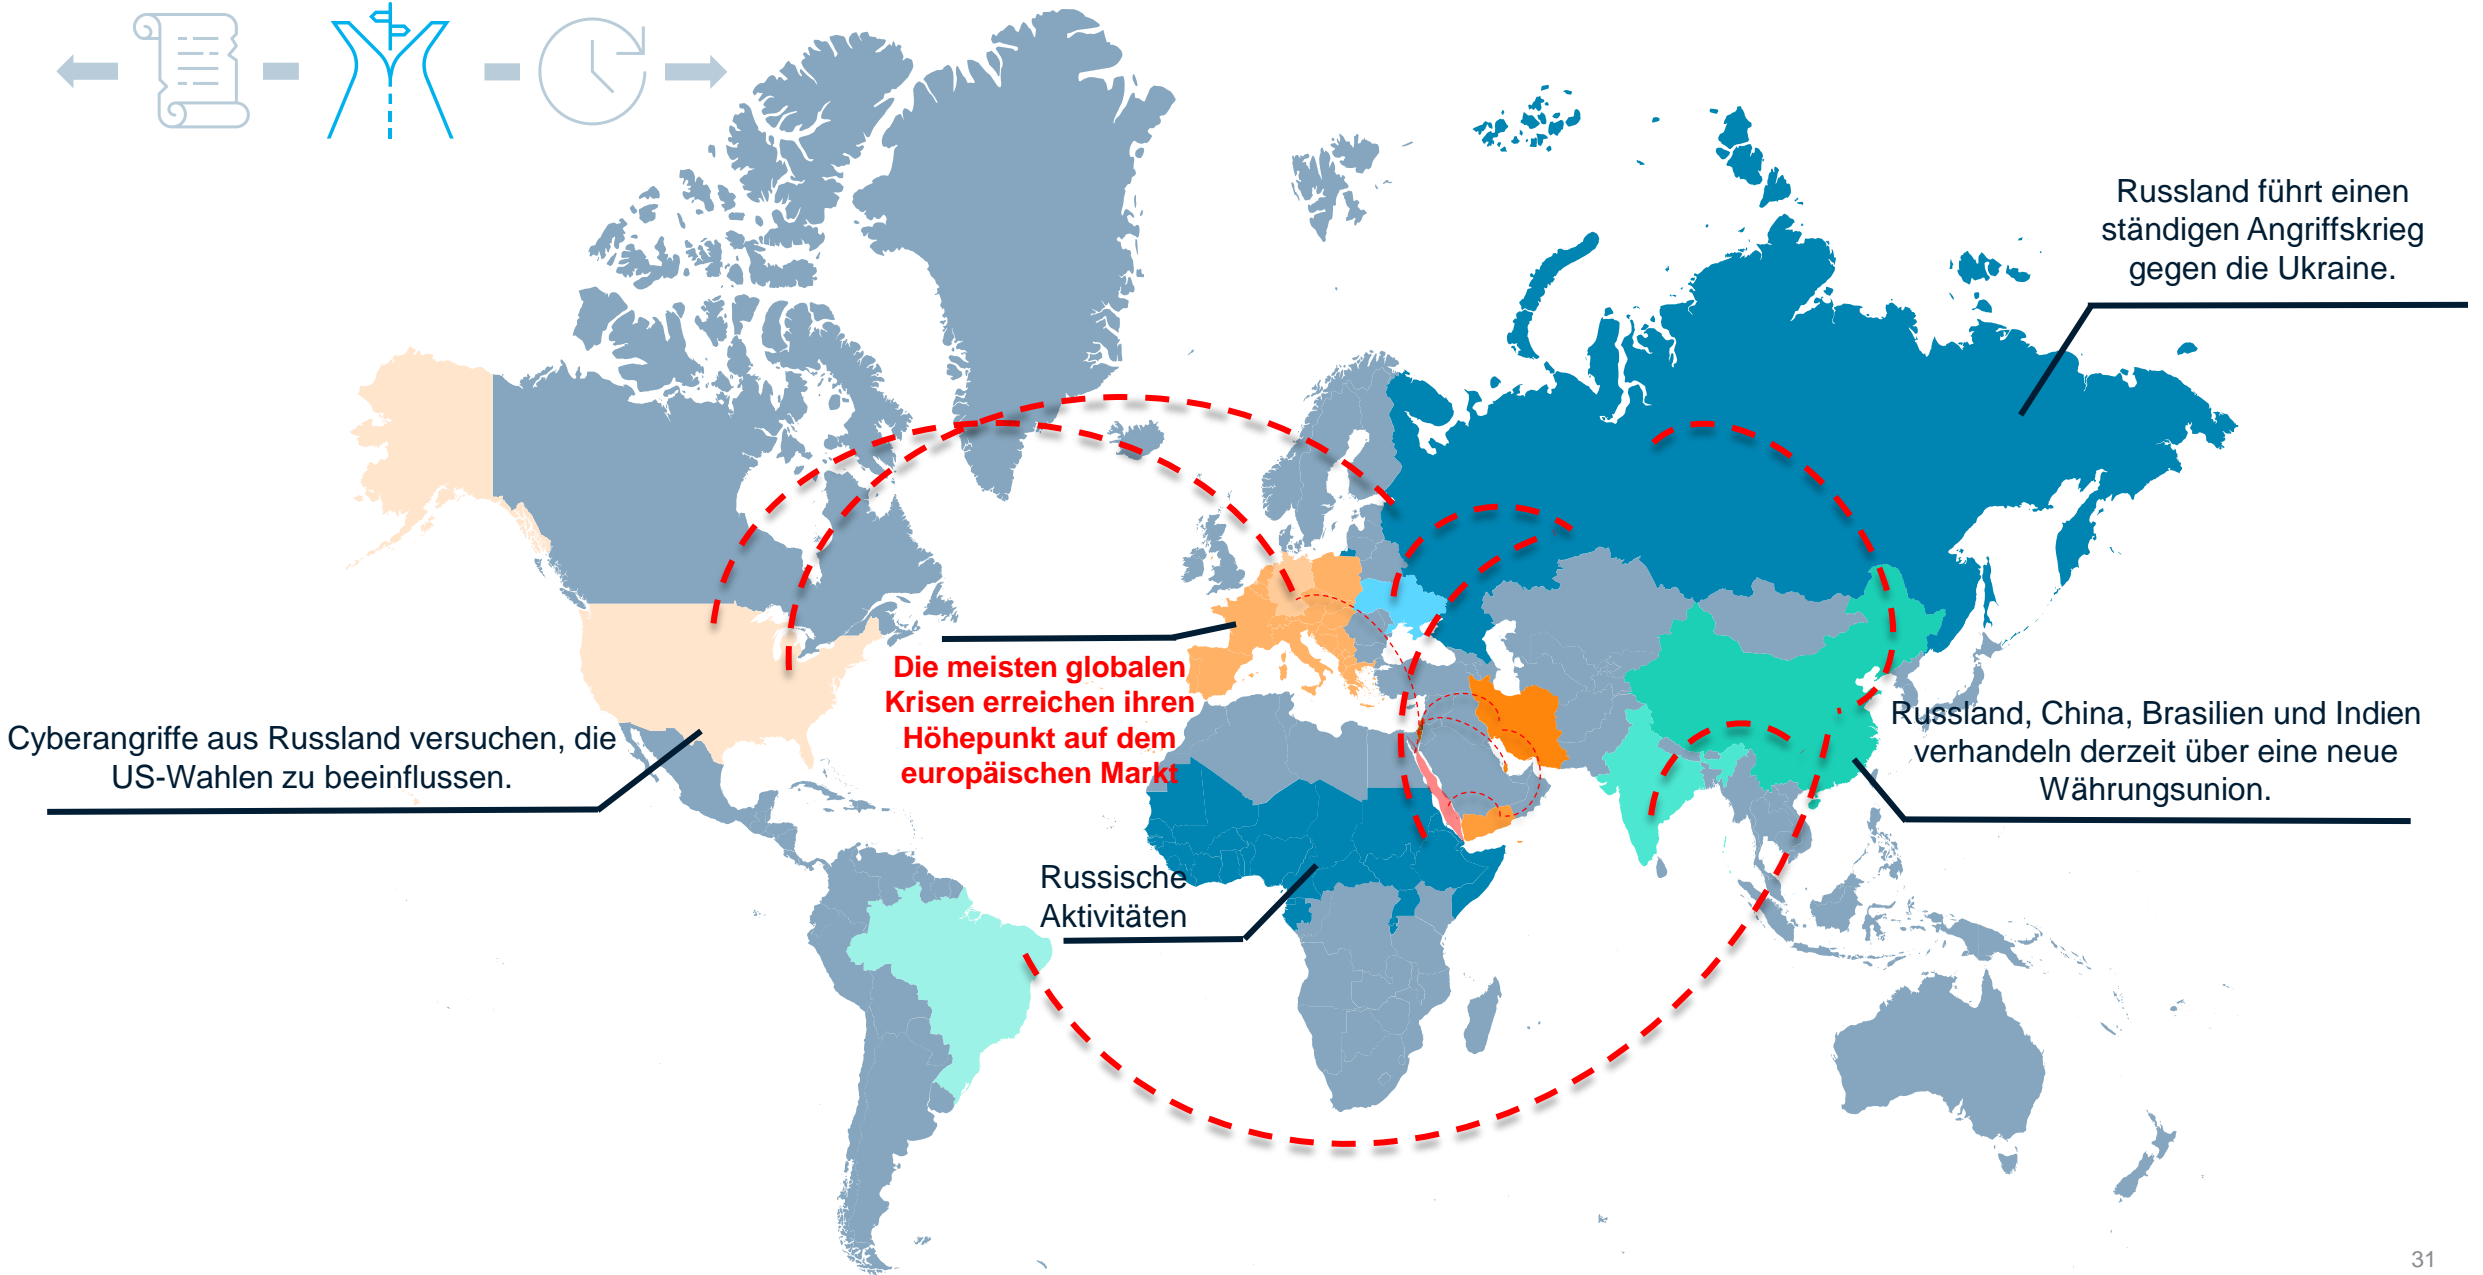 Russland führt einen
ständigen Angriffskrieg
gegen die Ukraine.
Die meisten globalen
Krisen erreichen ihren
Höhepunkt auf dem
europäischen Markt
Cyberangriffe aus Russland versuchen, die
US-Wahlen zu beeinflussen.
Russland, China, Brasilien und Indien
verhandeln derzeit über eine neue
Währungsunion.
Russische
Aktivitäten
31